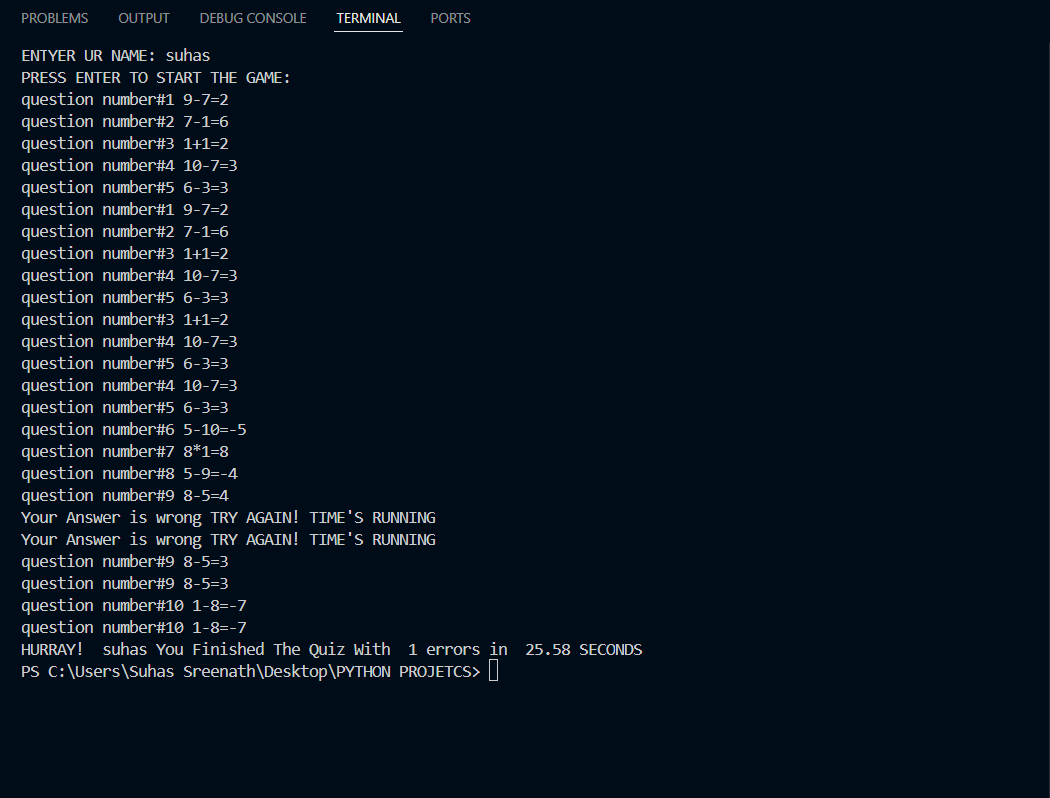 PROBLEMS OUTPUT DEBUG CONSOLE TERMINAL PORTS
ENTYER UR NAME: suhas
PRESS ENTER TO START THE GAME:
question number#1 9-7=2
question number#2 7-1=6
question number#3 1+1=2
question number#4 10-7=3
question number#5 6-3=3
question number#1 9-7=2
question number#2 7-1=6
question number#3 1+1=2
question number#4 10-7=3
question number#5 6-3=3
question number#3 1+1=2
question number#4 10-7=3
question number#5 6-3=3
question number#4 10-7=3
question number#5 6-3=3
question number#6 5-10=-5
question number#7 8*1=8
question number#8 5-9=-4
question number#9 8-5=4
Your Answer is wrong TRY AGAIN! TIME'S RUNNING
Your Answer is wrong TRY AGAIN! TIME'S RUNNING
question number#9 8-5=3
question number#9 8-5=3
question number#10 1-8=-7
question number#10 1-8=-7
HURRAY!  suhas You Finished The Quiz With  1 errors in  25.58 SECONDS
PS C:\Users\Suhas Sreenath\Desktop\PYTHON PROJETCS>